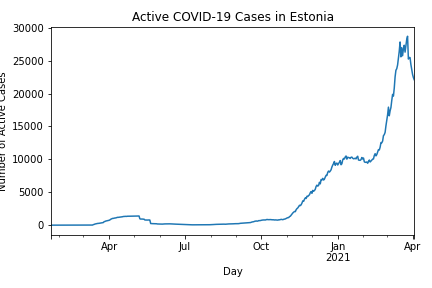 Active COVID-19 Cases in Estonia
30000
25000
20000
15000
10000
5000
0
Number of Active Cases
Apr
Jul
Oct
Jan
2021
Apr
Day